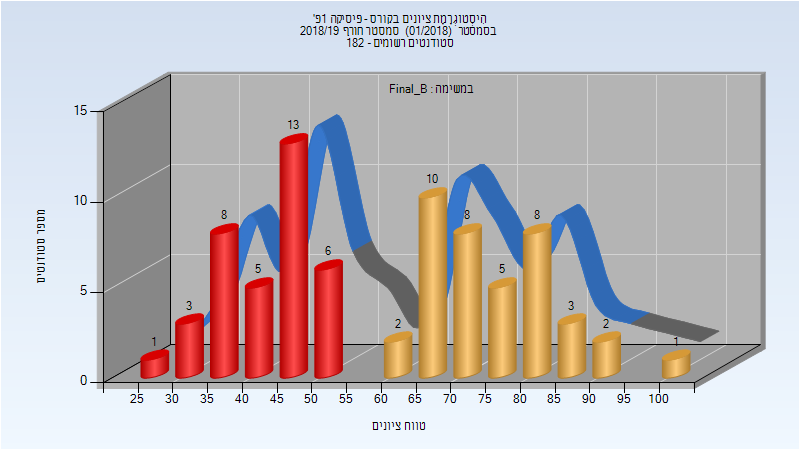 היסטוגרמת ציונים בקורס - פיסיקה 1פ'
בסמסטר (01/2018) סמסטר חורף 2018/19
סטודנטים רשומים - 182
במשימה : Final_B
מספר סטודנטים
15
10
5
0
1
3
8
5
13
6
2
10
8
5
8
3
2
1
25 30 35 40 45 50 55 60 65 70 75 80 85 90 95 100
טווח ציונים